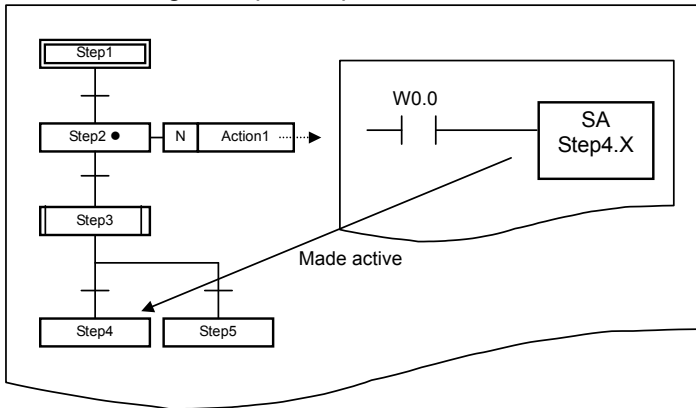 Step1
Step2
N
Action1
Step3
Step4
Step5
W0.0
SA
Step4.X
Made active